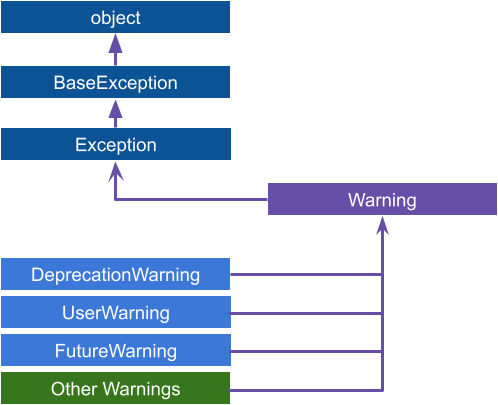 object
BaseException
Exception
Warning
DeprecationWarning
UserWarning
FutureWarning
Other Warnings